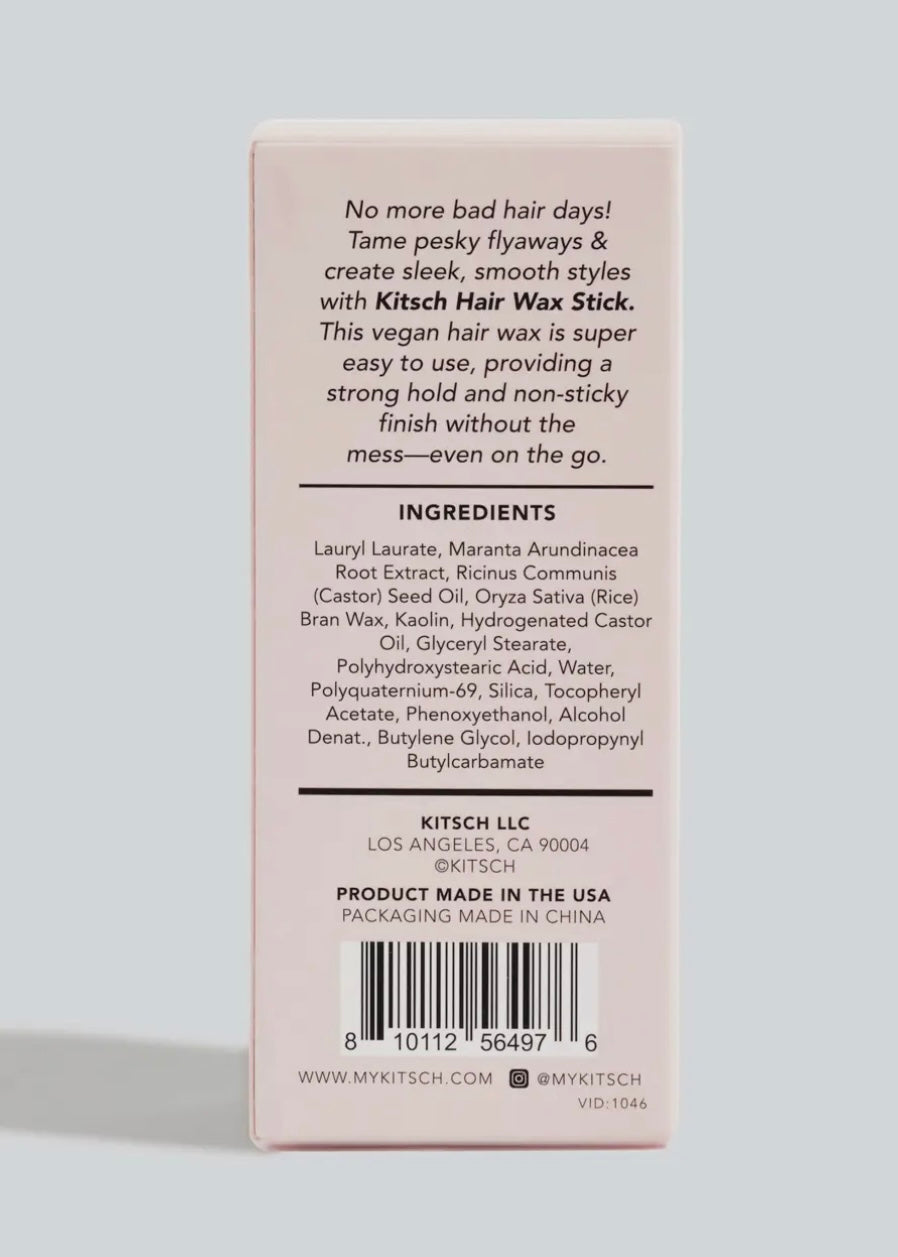 No more bad hair days!
Tame pesky flyaways &
create sleek, smooth styles
with Kitsch Hair Wax Stick.
This vegan hair wax is super
easy to use, providing a
strong hold and non-sticky
finish without the
mess—even on the go.
INGREDIENTS
Lauryl Laurate, Maranta Arundinacea
Root Extract, Ricinus Communis
(Castor) Seed Oil, Oryza Sativa (Rice)
Bran Wax, Kaolin, Hydrogenated Castor
Oil, Glyceryl Stearate,
Polyhydroxystearic Acid, Water,
Polyquaternium-69, Silica, Tocopheryl
Acetate, Phenoxyethanol, Alcohol
Denat., Butylene Glycol, Iodopropynyl
Butylcarbamate
KITSCH LLC
LOS ANGELES, CA 90004
©KITSCH
PRODUCT MADE IN THE USA
PACKAGING MADE IN CHINA
8 10112 56497 6
WWW.MYKITSCH.COM @MYKITSCH
VID:1046